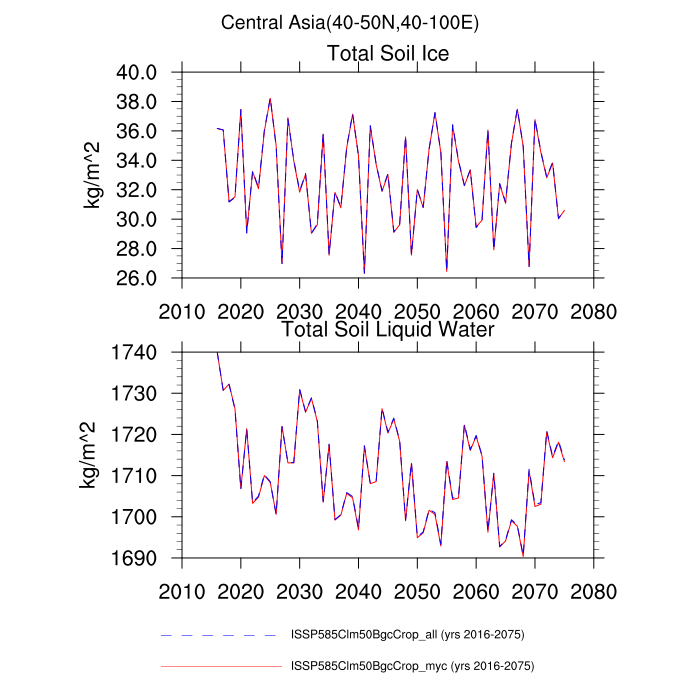 Central Asia(40-50N,40-100E)
Total Soil Ice
40.0
38.0
36.0
34.0
32.0
30.0
28.0
26.0
kg/m^2
2010 2020 2030 2040 2050 2060 2070 2080
Total Soil Liquid Water
1740
1730
1720
1710
1700
1690
kg/m^2
2010 2020 2030 2040 2050 2060 2070 2080
ISSP585Clm50BgcCrop_all (yrs 2016-2075)
ISSP585Clm50BgcCrop_myc (yrs 2016-2075)